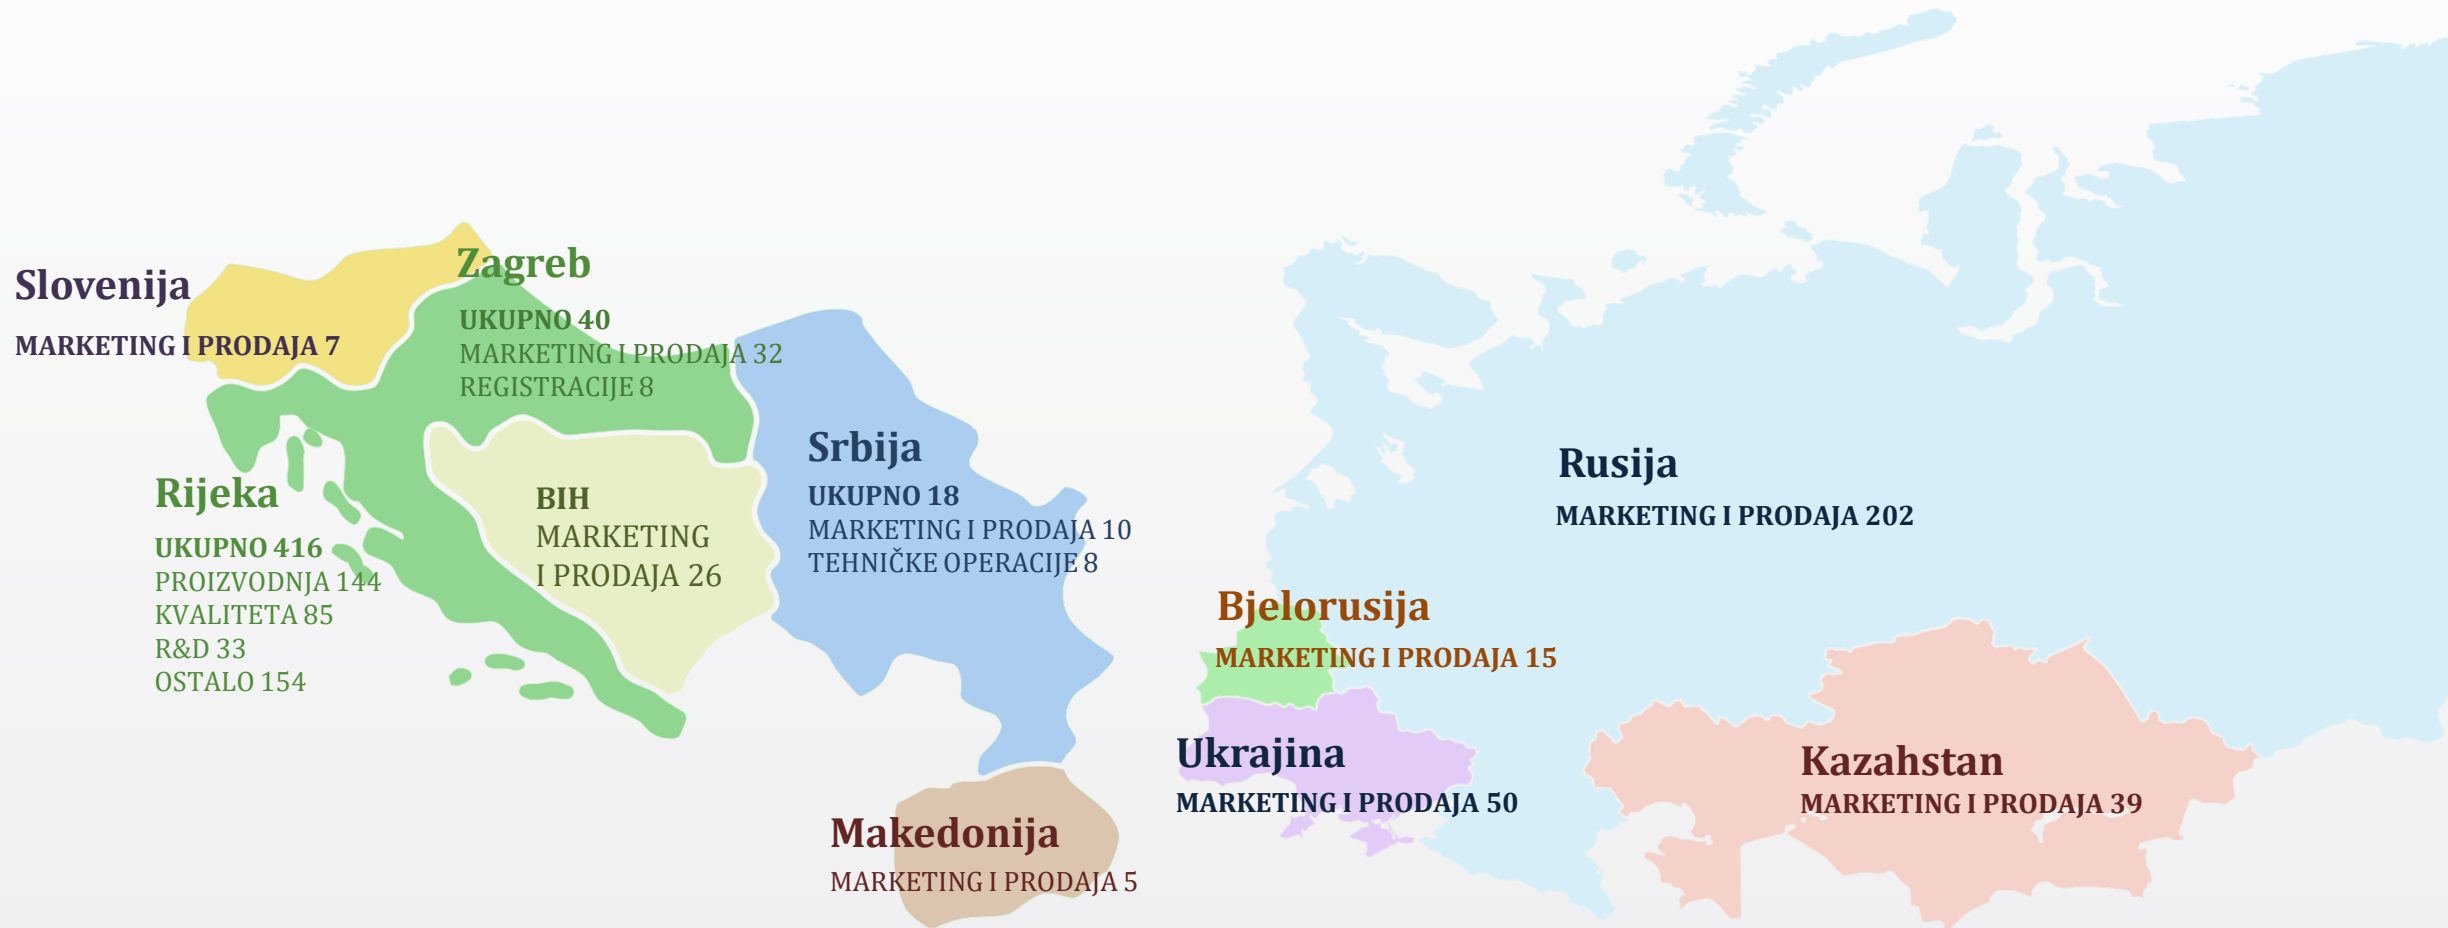 Slovenija
MARKETING I PRODAJA 7
Zagreb
UKUPNO 40
MARKETING I PRODAJA 32
REGISTRACIJE 8
Rijeka
UKUPNO 416
PROIZVODNJA 144
KVALITETA 85
R&D 33
OSTALO 154
BIH
MARKETING
I PRODAJA 26
Srbija
UKUPNO 18
MARKETING I PRODAJA 10
TEHNIČKE OPERACIJE 8
Makedonija
MARKETING I PRODAJA 5
Rusija
MARKETING I PRODAJA 202
Bjelorusija
MARKETING I PRODAJA 15
Ukrajina
MARKETING I PRODAJA 50
Kazahstan
MARKETING I PRODAJA 39